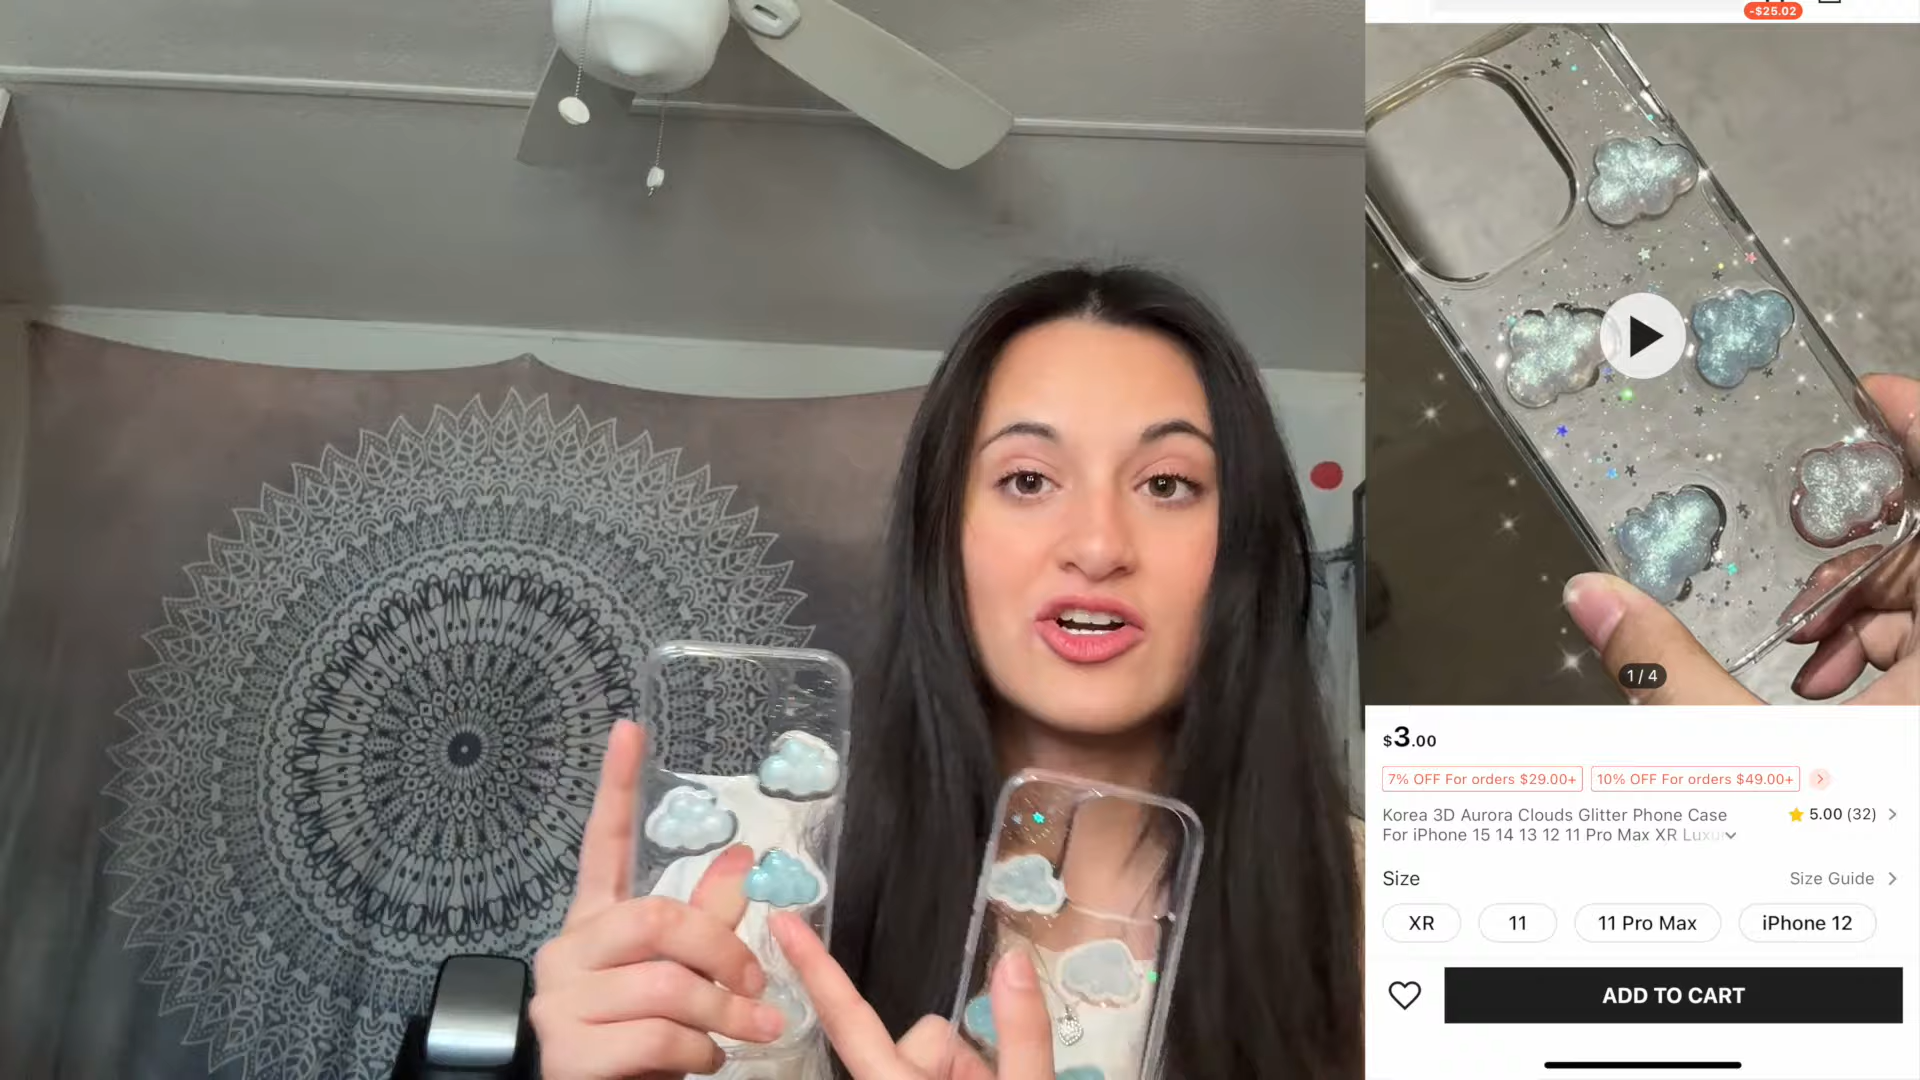 -$25.02
1 / 4
$3.00
7% OFF For orders $29.00+ 10% OFF For orders $49.00+
Korea 3D Aurora Clouds Glitter Phone Case
For iPhone 15 14 13 12 11 Pro Max XR
5.00 (32)
Size
Size Guide
XR 11 11 Pro Max iPhone 12
ADD TO CART